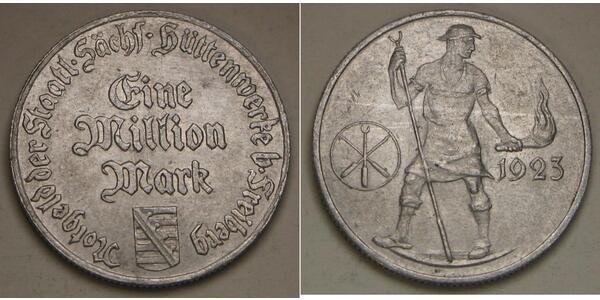 Notgeld der Staatl. Sächs. Hüttenwerke b. Freiberg
Eine
Million
Mark
1923